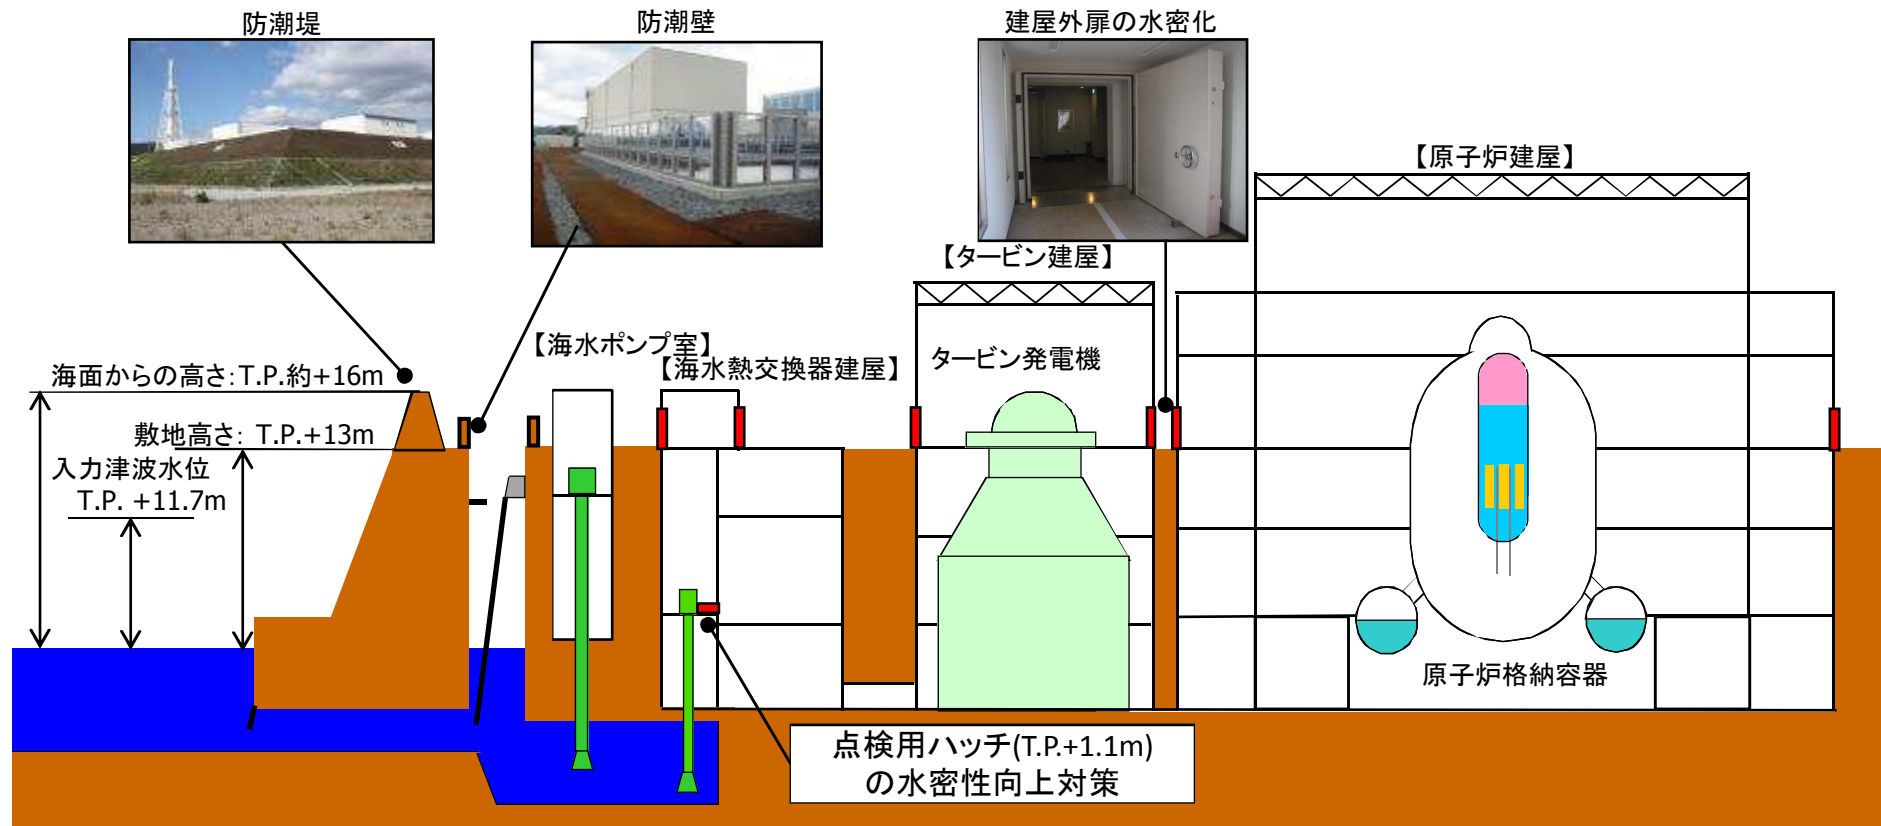 防潮堤
防潮壁
建屋外扉の水密化
【原子炉建屋】
【タービン建屋】
【海水ポンプ室】
【海水熱交換器建屋】
タービン発電機
海面からの高さ:T.P.約+16m
敷地高さ: T.P.+13m
入力津波水位
T.P. +11.7m
原子炉格納容器
点検用ハッチ(T.P.+1.1m)
の水密性向上対策